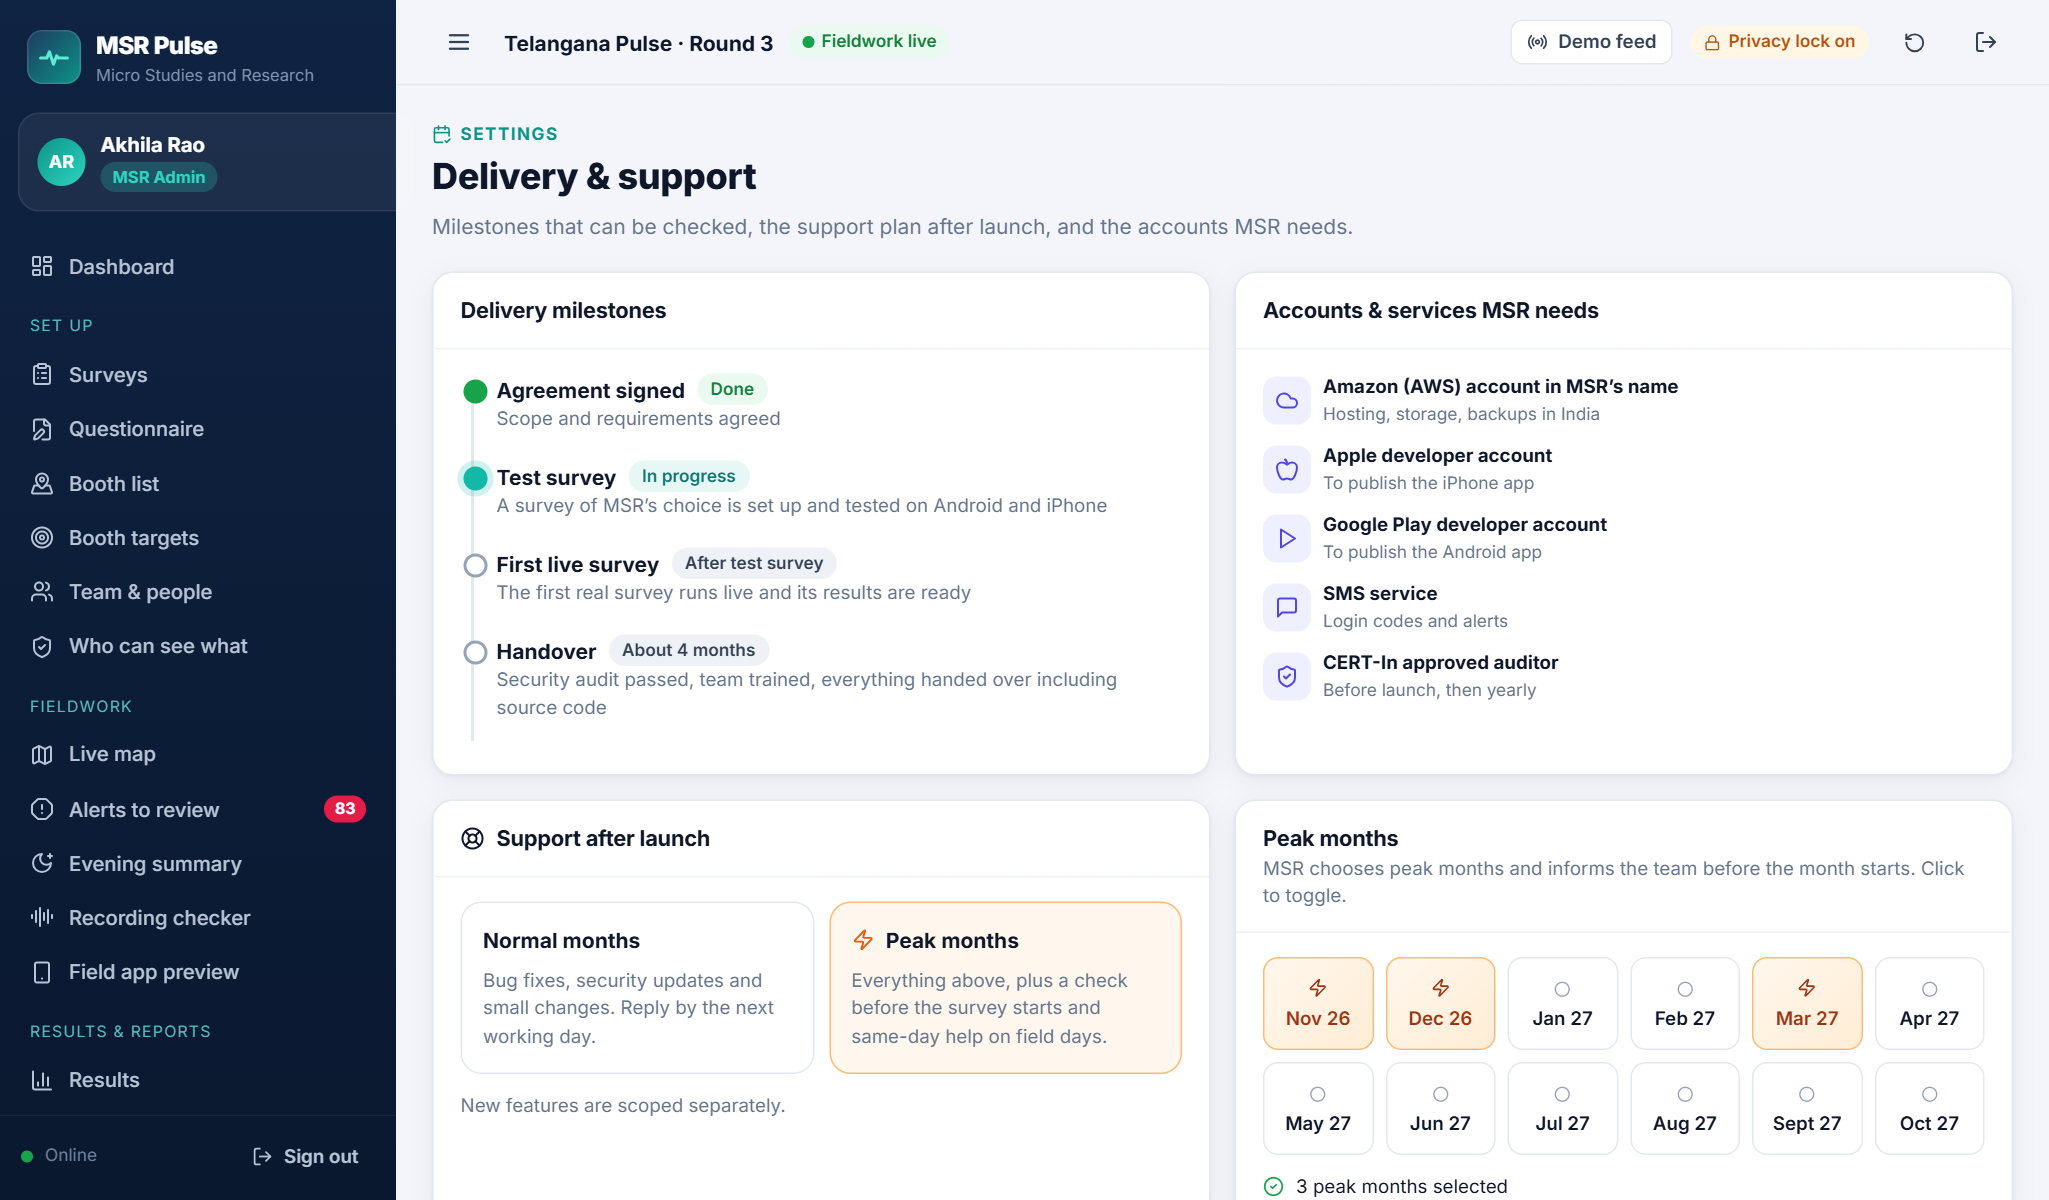 MSR Pulse
Micro Studies and Research
AR
Akhila Rao
MSR Admin
Dashboard
SET UP
Surveys
Questionnaire
Booth list
Booth targets
Team & people
Who can see what
FIELDWORK
Live map
Alerts to review
83
Evening summary
Recording checker
Field app preview
RESULTS & REPORTS
Results
Online
Sign out
Telangana Pulse · Round 3
Fieldwork live
Demo feed
Privacy lock on
SETTINGS
Delivery & support
Milestones that can be checked, the support plan after launch, and the accounts MSR needs.
Delivery milestones
Agreement signed
Done
Scope and requirements agreed
Test survey
In progress
A survey of MSR’s choice is set up and tested on Android and iPhone
First live survey
After test survey
The first real survey runs live and its results are ready
Handover
About 4 months
Security audit passed, team trained, everything handed over including
source code
Accounts & services MSR needs
Amazon (AWS) account in MSR’s name
Hosting, storage, backups in India
Apple developer account
To publish the iPhone app
Google Play developer account
To publish the Android app
SMS service
Login codes and alerts
CERT-In approved auditor
Before launch, then yearly
Support after launch
Normal months
Bug fixes, security updates and
small changes. Reply by the next
working day.
Peak months
Everything above, plus a check
before the survey starts and
same-day help on field days.
New features are scoped separately.
Peak months
MSR chooses peak months and informs the team before the month starts. Click
to toggle.
Nov 26
Dec 26
Jan 27
Feb 27
Mar 27
Apr 27
May 27
Jun 27
Jul 27
Aug 27
Sept 27
Oct 27
3 peak months selected